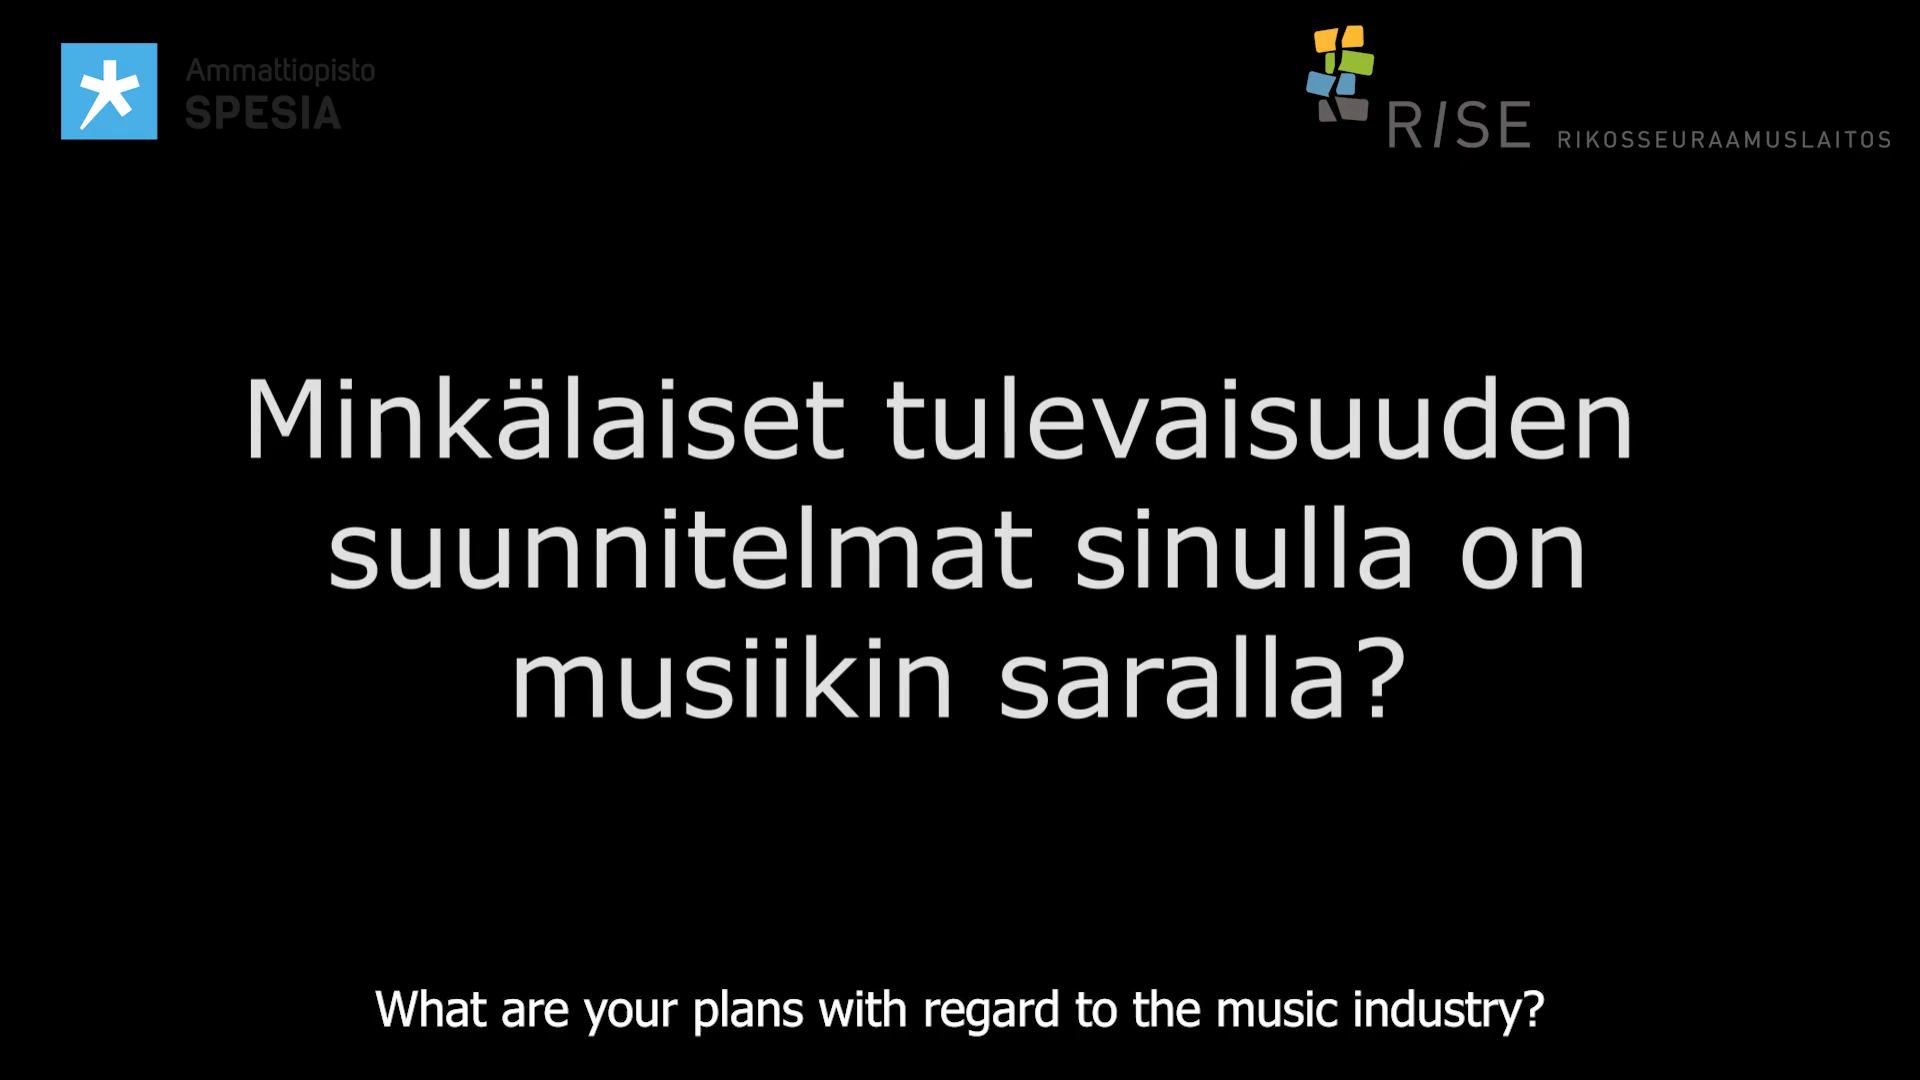 Ammattiopisto
SPESIA
RISE RIKOSSEURAAMUSLAITOS
Minkälaiset tulevaisuuden
suunnitelmat sinulla on
musiikin saralla?
What are your plans with regard to the music industry?